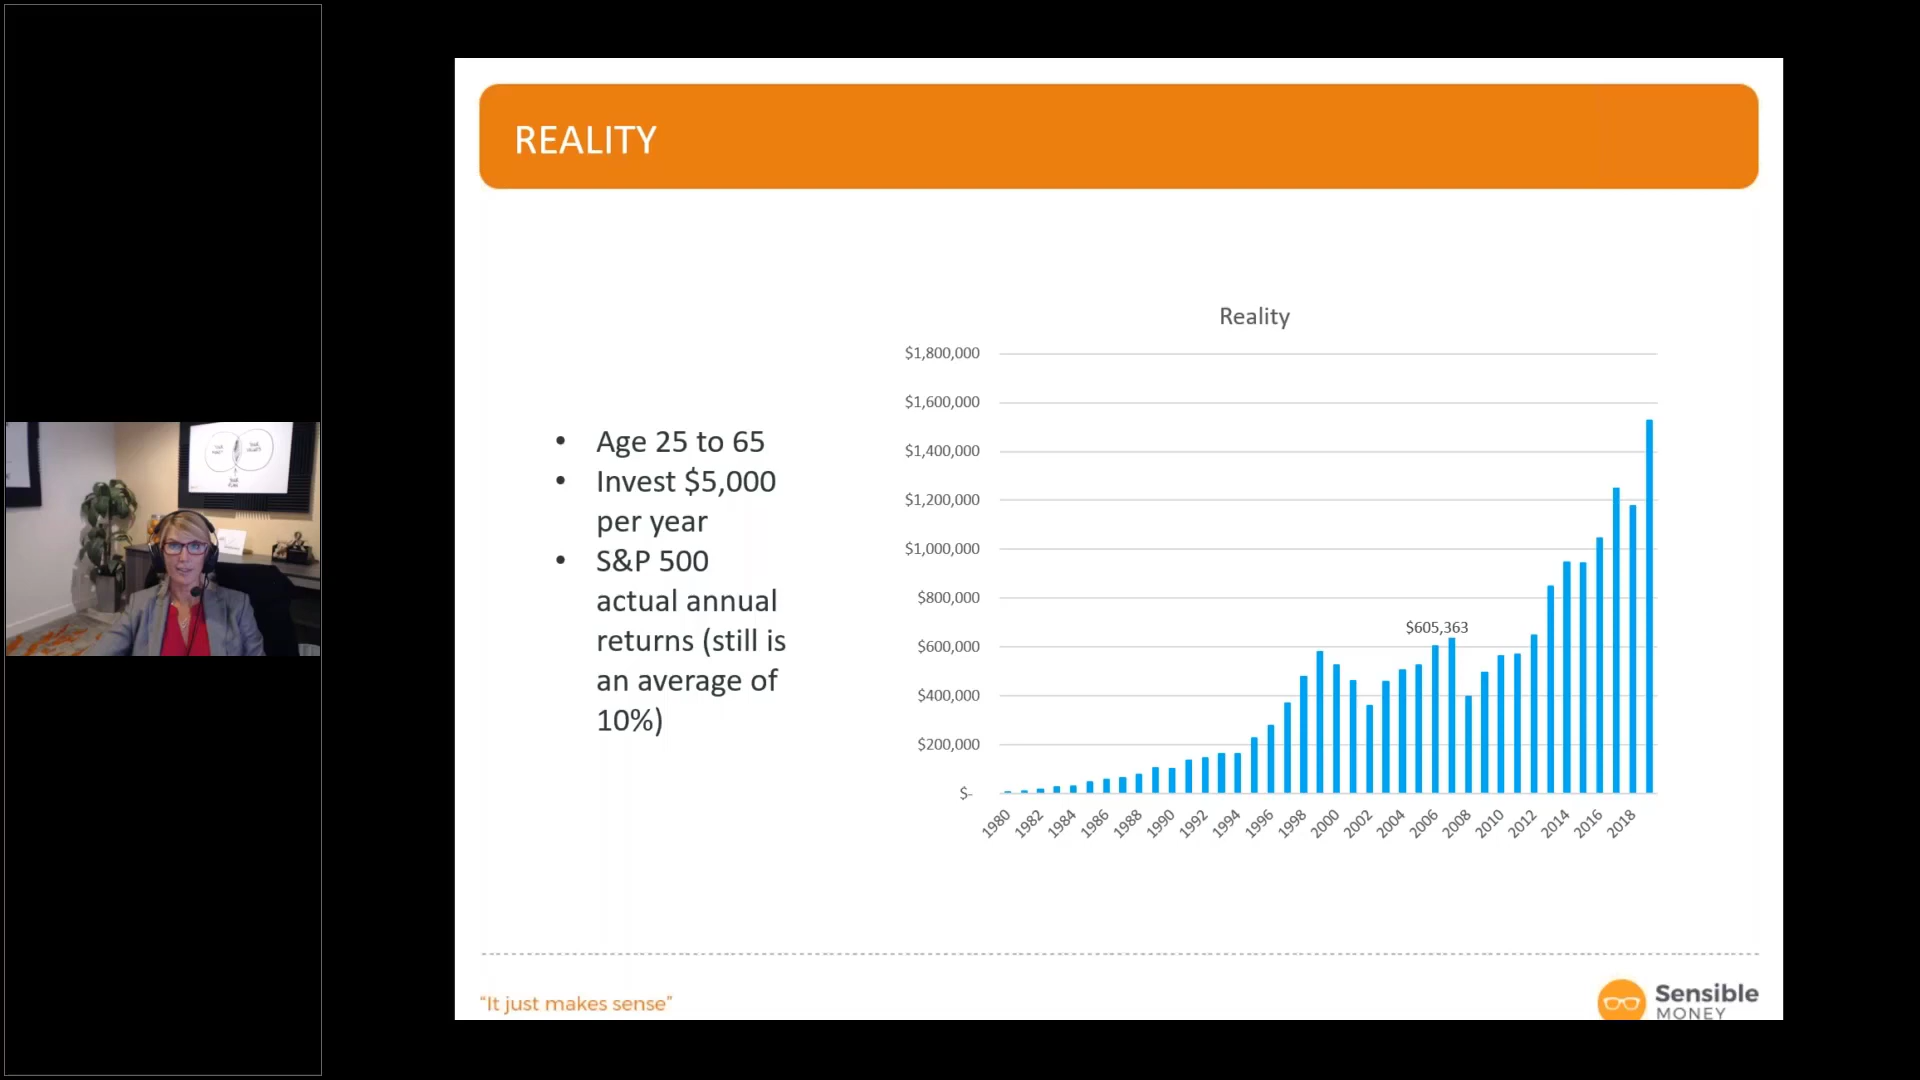 REALITY
Reality
• Age 25 to 65
• Invest $5,000
per year
• S&P 500
actual annual
returns (still is
an average of
10%)
$1,800,000
$1,600,000
$1,400,000
$1,200,000
$1,000,000
$800,000
$600,000
$400,000
$200,000
$-
$605,363
1980 1982 1984 1986 1988 1990 1992 1994 1996 1998 2000 2002 2004 2006 2008 2010 2012 2014 2016 2018
“It just makes sense”
Sensible
MONEY